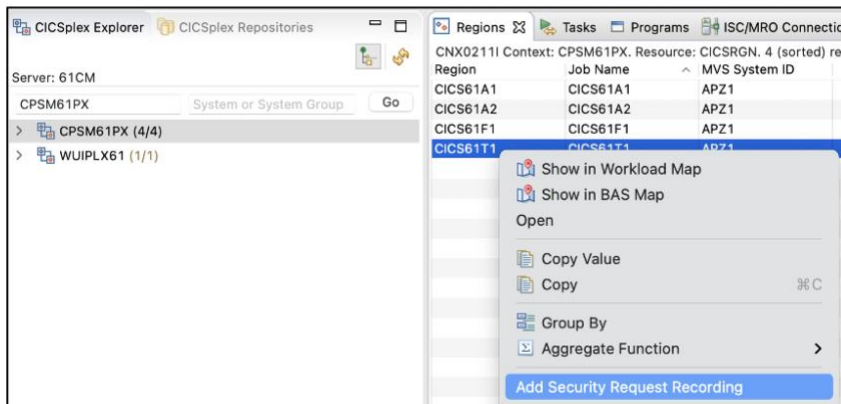 CICSplex Explorer CICSplex Repositories
Server: 61CM
CPSM61PX System or System Group Go
CPSM61PX (4/4)
WUIPLX61 (1/1)
Regions Tasks Programs ISC/MRO Connectio
CNX0211I Context: CPSM61PX. Resource: CICSRGN. 4 (sorted) re
Region Job Name MVS System ID
CICS61A1 CICS61A1 APZ1
CICS61A2 CICS61A2 APZ1
CICS61F1 CICS61F1 APZ1
CICS61T1 CICS61T1 APZ1
Show in Workload Map
Show in BAS Map
Open
Copy Value
Copy ⌘C
Group By
Aggregate Function
Add Security Request Recording